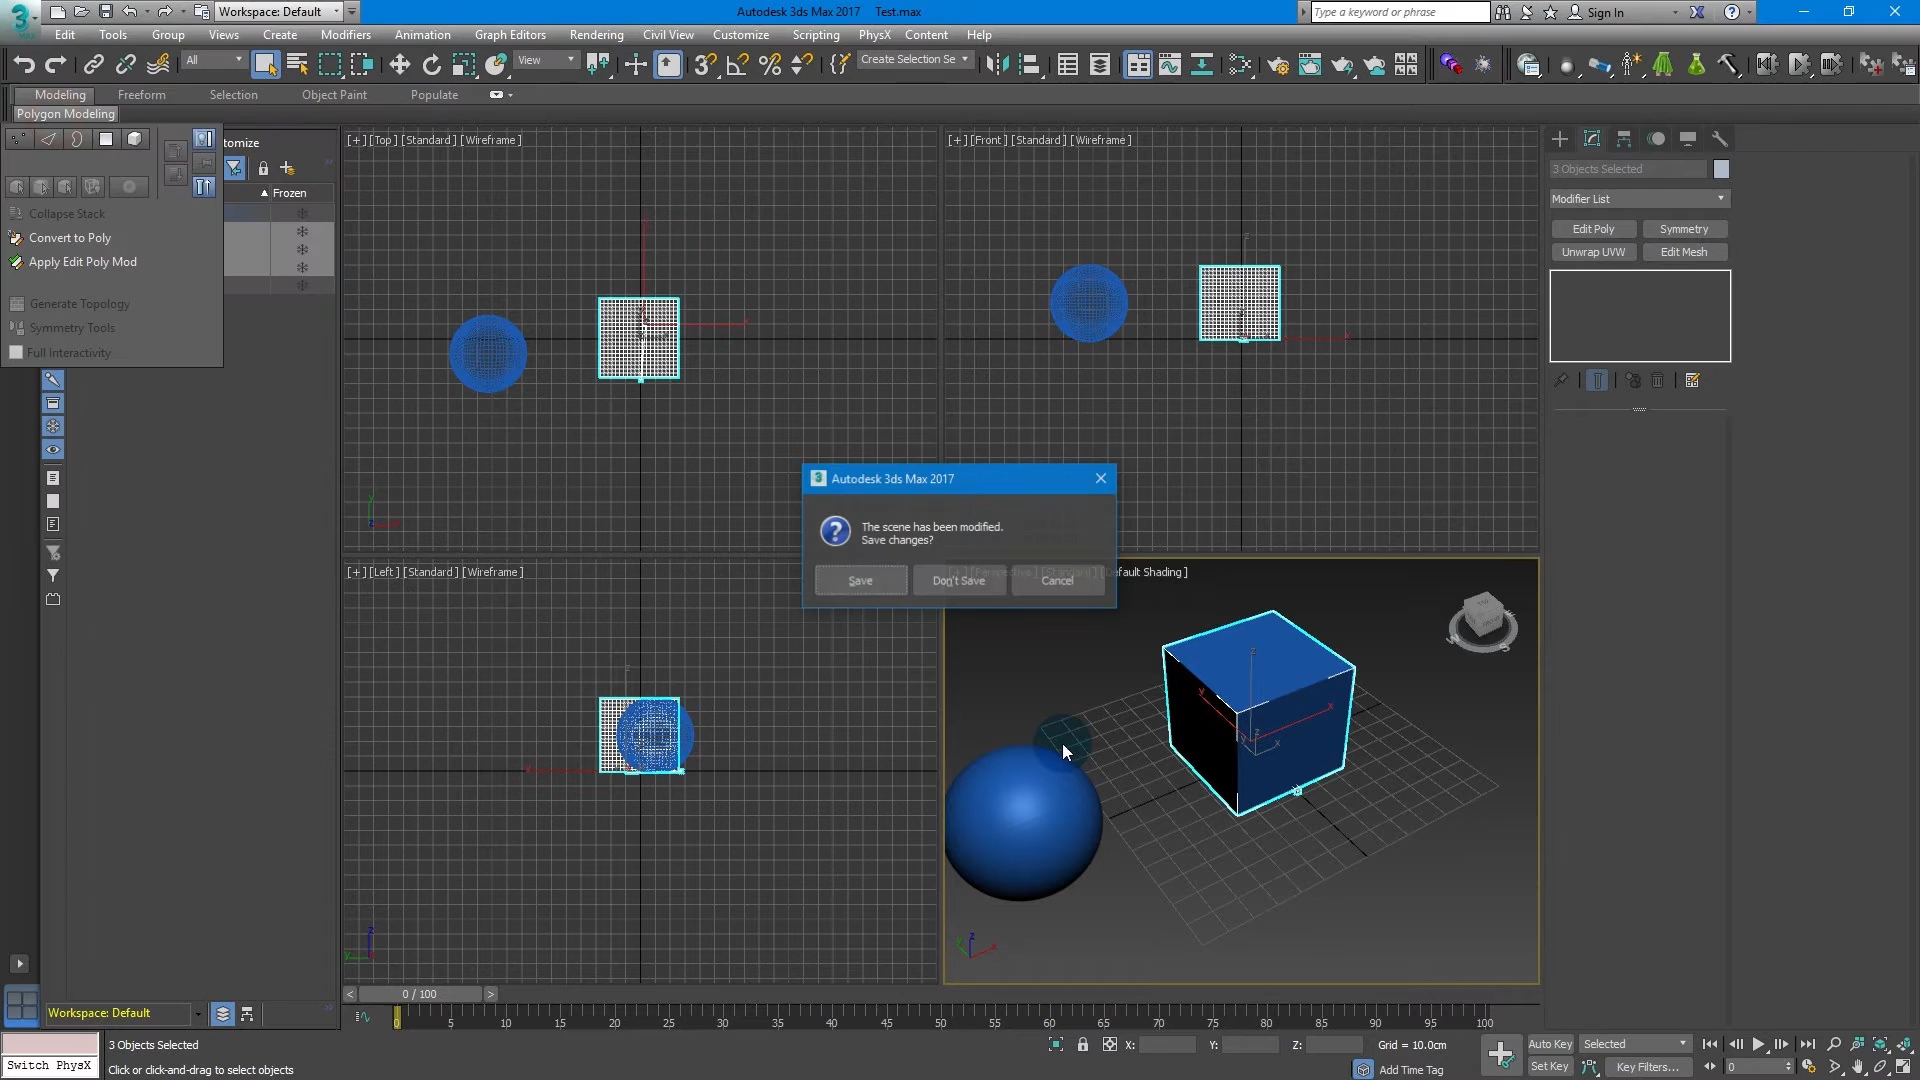 Workspace: Default
Autodesk 3ds Max 2017 Test.max
Type a keyword or phrase
Sign In
Edit Tools Group Views Create Modifiers Animation Graph Editors Rendering Civil View Customize Scripting PhysX Content Help
All
View
Create Selection Se
Modeling Freeform Selection Object Paint Populate
Polygon Modeling
tomize
Frozen
Collapse Stack
Convert to Poly
Apply Edit Poly Mod
Generate Topology
Symmetry Tools
Full Interactivity
[+] [Top] [Standard] [Wireframe]
[+] [Front] [Standard] [Wireframe]
[+] [Left] [Standard] [Wireframe]
[+] [Perspective] [Standard] [Default Shading]
3 Objects Selected
Modifier List
Edit Poly Symmetry
Unwrap UVW Edit Mesh
Autodesk 3ds Max 2017
The scene has been modified.
Save changes?
Save Don't Save Cancel
0 / 100
Workspace: Default
0 5 10 15 20 25 30 35 40 45 50 55 60 65 70 75 80 85 90 95 100
3 Objects Selected
X: Y: Z: Grid = 10.0cm
Auto Key Selected
Switch PhysX
Click or click-and-drag to select objects
Add Time Tag
Set Key Key Filters...
0